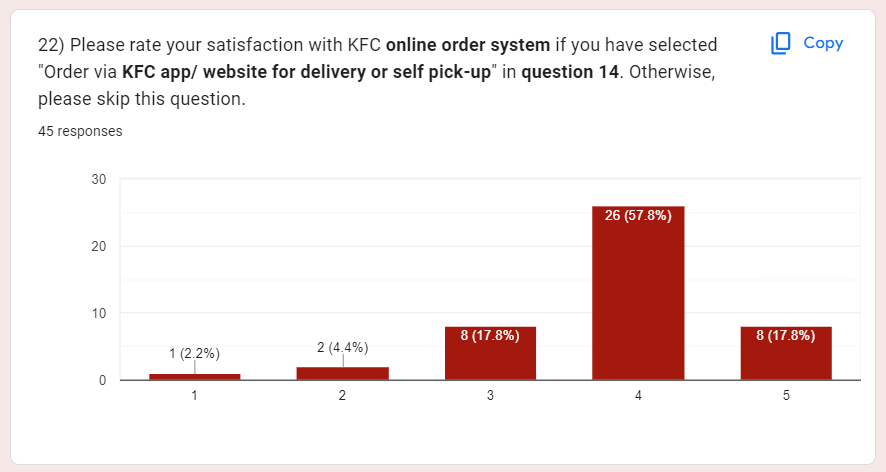 22) Please rate your satisfaction with KFC online order system if you have selected
"Order via KFC app/ website for delivery or self pick-up" in question 14. Otherwise,
please skip this question.
Copy
45 responses
30
20
10
0
1 (2.2%)
2 (4.4%)
8 (17.8%)
26 (57.8%)
8 (17.8%)
1 2 3 4 5